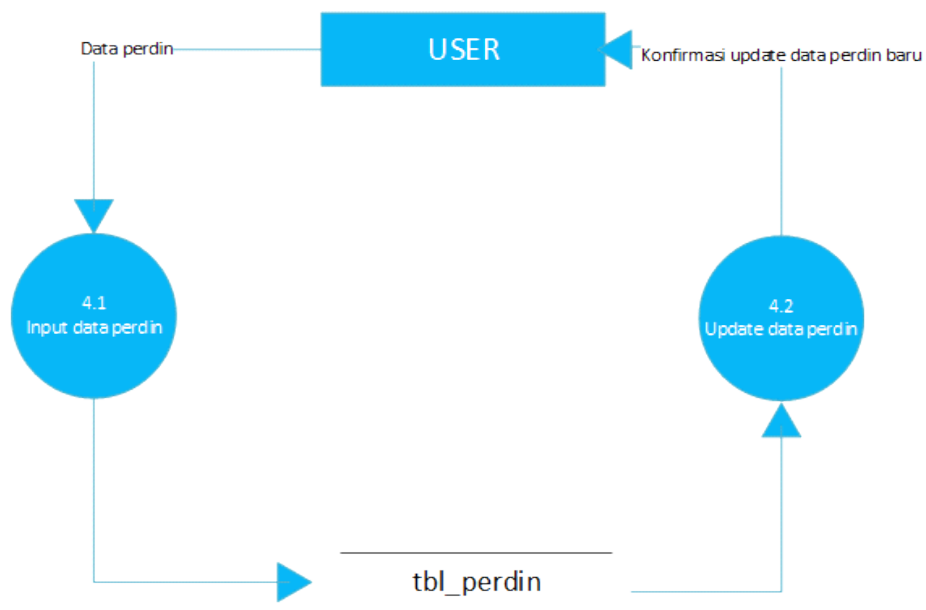 USER
Data perdin
Konfirmasi update data perdin baru
4.1
Input data perdin
4.2
Update data perdin
tbl_perdin